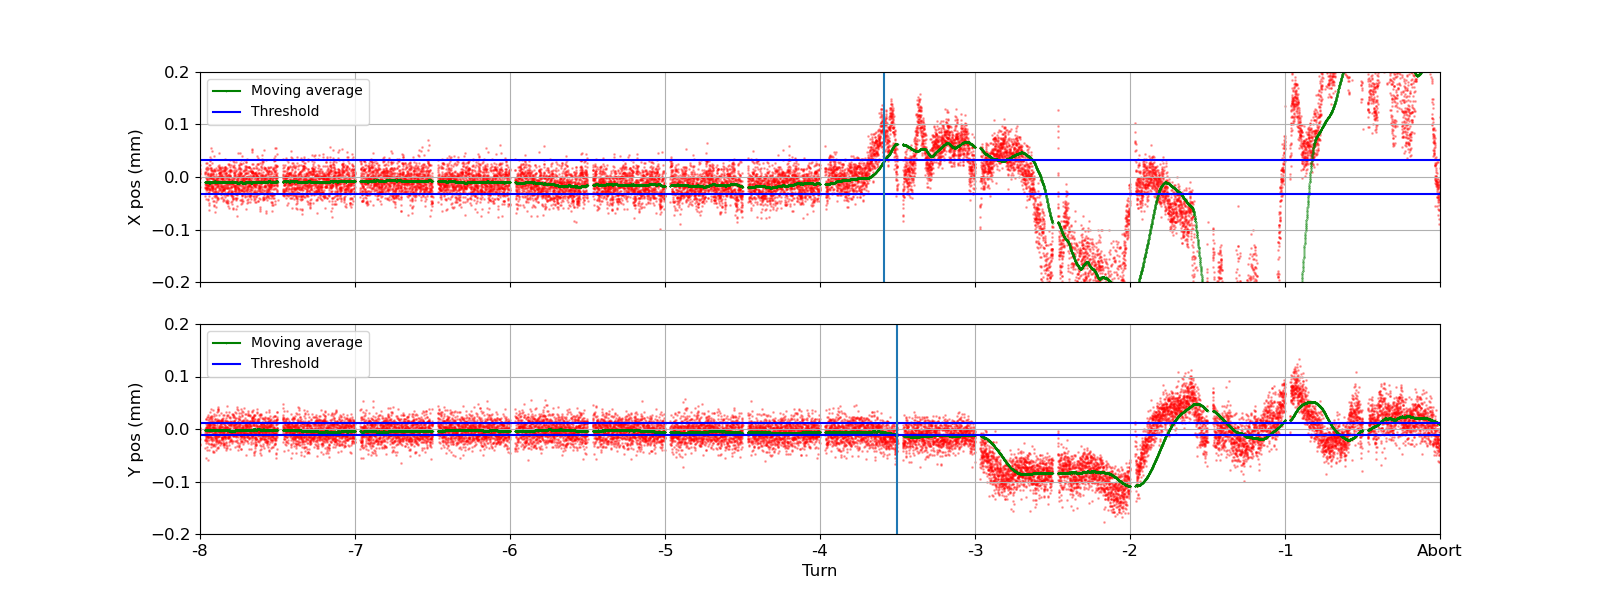 0.2
0.1
0.0
−0.1
−0.2
X pos (mm)
Moving average
Threshold
0.2
0.1
0.0
−0.1
−0.2
Y pos (mm)
Moving average
Threshold
-8 -7 -6 -5 -4 -3 -2 -1 Abort
Turn